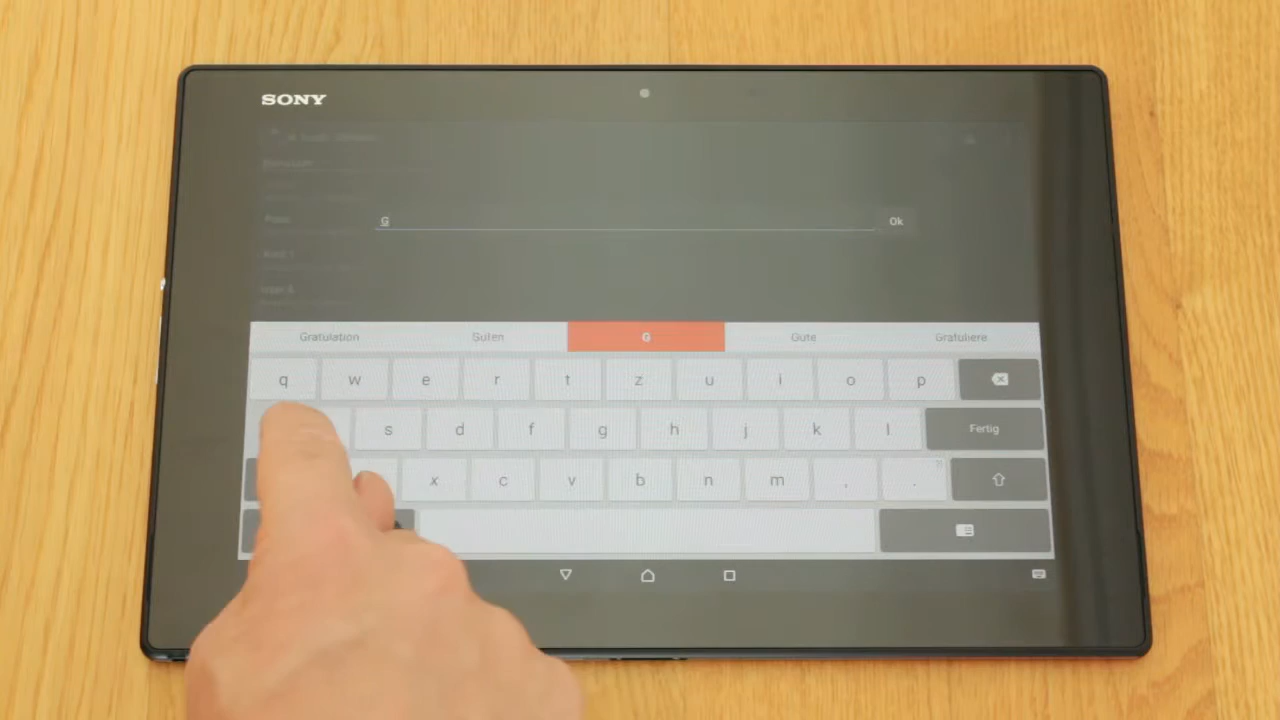 SONY
G
Ok
Gratulation Guten G Gute Gratuliere
q w e r t z u i o p
s d f g h j k l Fertig
x c v b n m , .